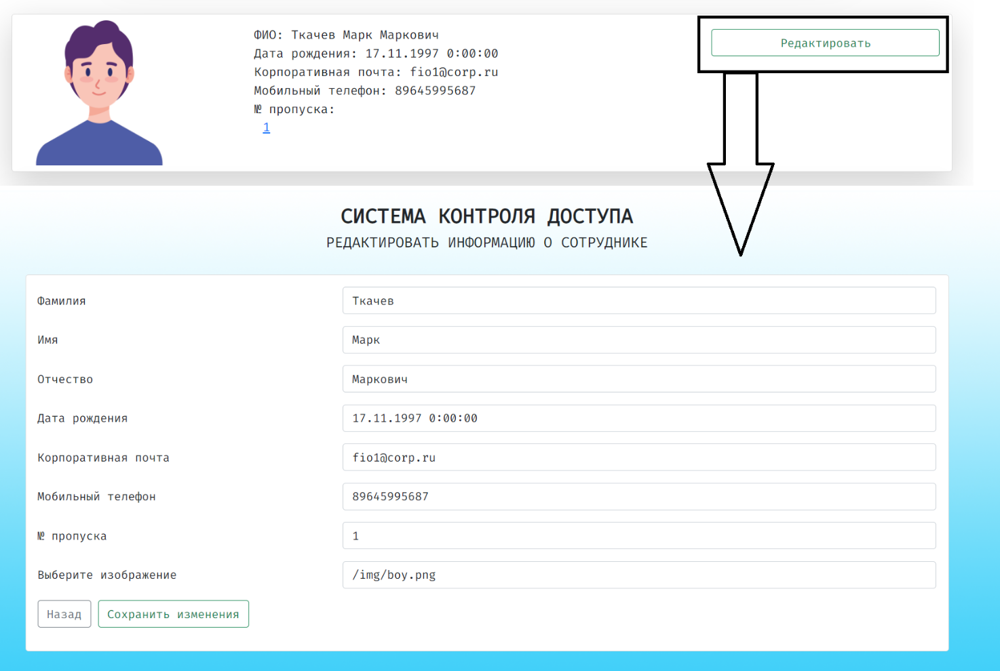 ФИО: Ткачев Марк Маркович
Дата рождения: 17.11.1997 0:00:00
Корпоративная почта: fio1@corp.ru
Мобильный телефон: 89645995687
№ пропуска:
1
Редактировать
СИСТЕМА КОНТРОЛЯ ДОСТУПА
РЕДАКТИРОВАТЬ ИНФОРМАЦИЮ О СОТРУДНИКЕ
Фамилия Ткачев
Имя Марк
Отчество Маркович
Дата рождения 17.11.1997 0:00:00
Корпоративная почта fio1@corp.ru
Мобильный телефон 89645995687
№ пропуска 1
Выберите изображение /img/boy.png
Назад Сохранить изменения